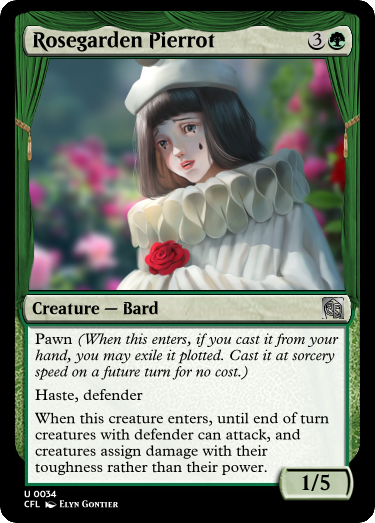 Rosegarden Pierrot 3
Creature — Bard
Pawn (When this enters, if you cast it from your
hand, you may exile it plotted. Cast it at sorcery
speed on a future turn for no cost.)
Haste, defender
When this creature enters, until end of turn
creatures with defender can attack, and
creatures assign damage with their
toughness rather than their power.
1/5
U 0034
CFL Elyn Gontier